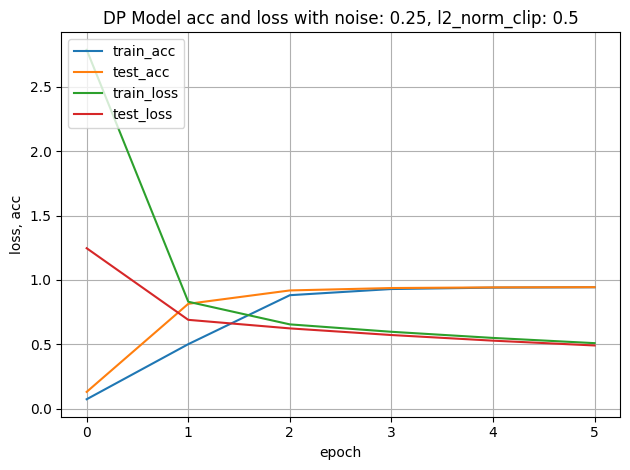 DP Model acc and loss with noise: 0.25, l2_norm_clip: 0.5
train_acc
test_acc
train_loss
test_loss
2.5
2.0
1.5
1.0
0.5
0.0
loss, acc
0 1 2 3 4 5
epoch